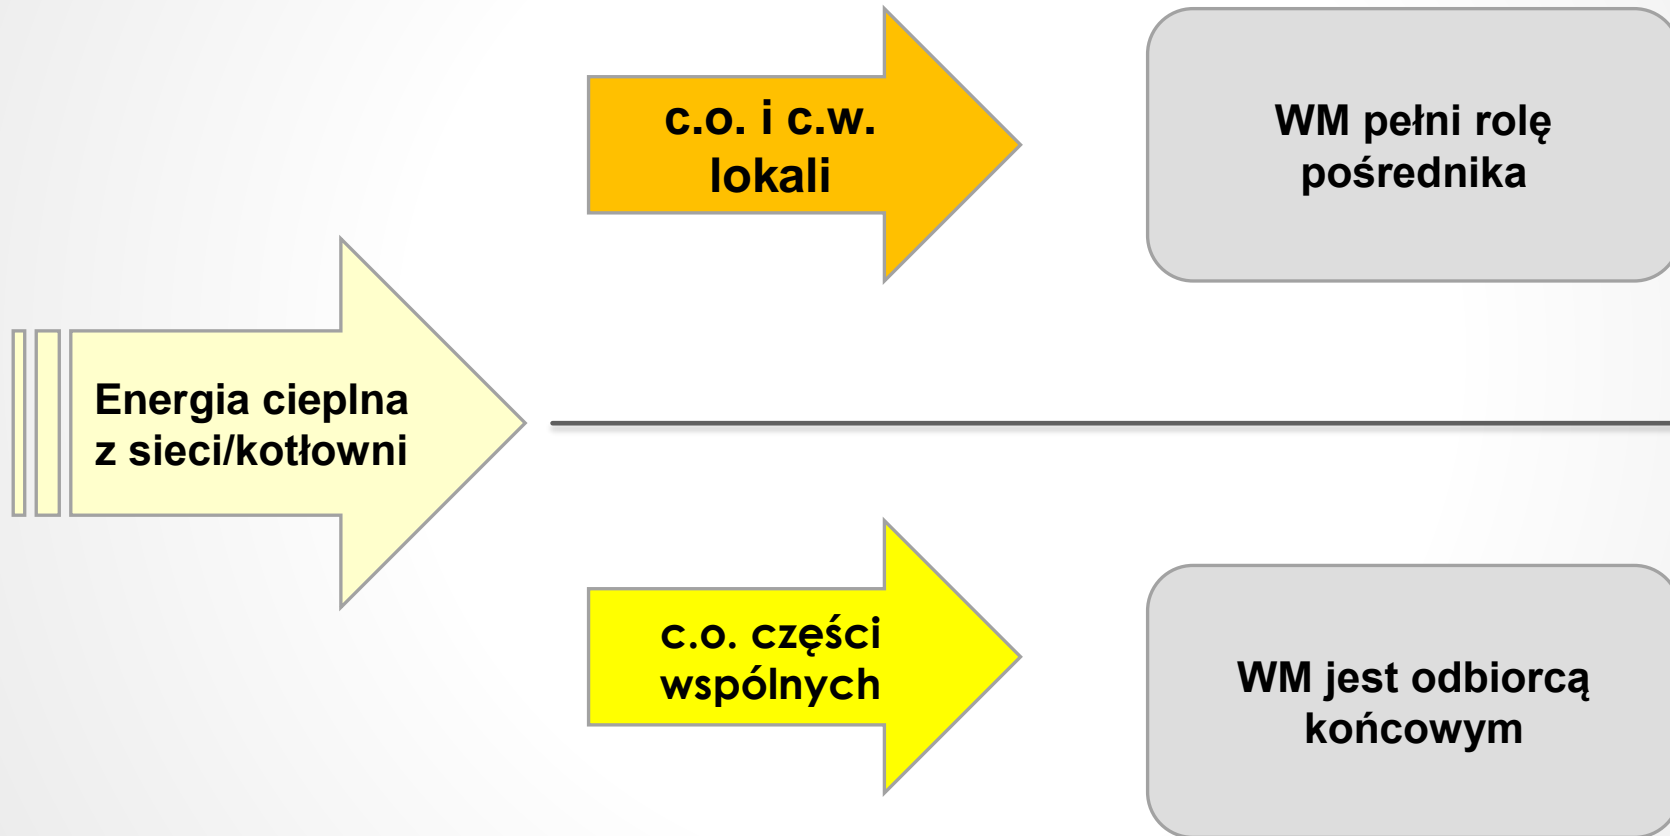 c.o. i c.w.
lokali
WM pełni rolę
pośrednika
Energia cieplna
z sieci/kotłowni
c.o. części
wspólnych
WM jest odbiorcą
końcowym